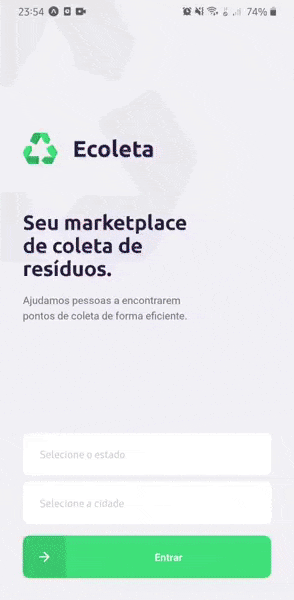 23:54 74%
Ecoleta
Seu marketplace
de coleta de
resíduos.
Ajudamos pessoas a encontrarem
pontos de coleta de forma eficiente.
Selecione o estado
Selecione a cidade
Entrar